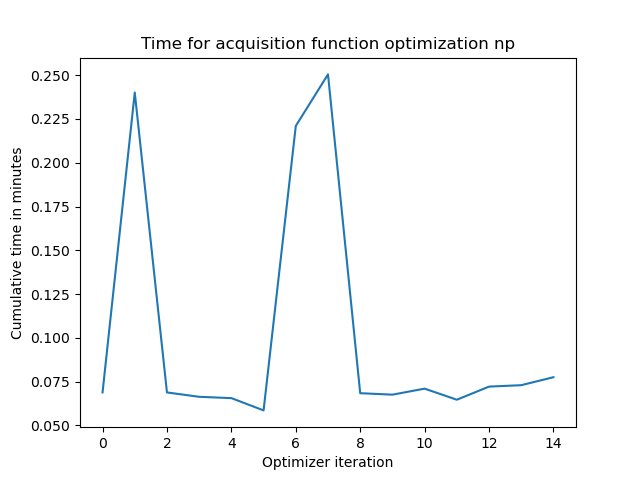 Time for acquisition function optimization np
Cumulative time in minutes
0.250
0.225
0.200
0.175
0.150
0.125
0.100
0.075
0.050
0 2 4 6 8 10 12 14
Optimizer iteration